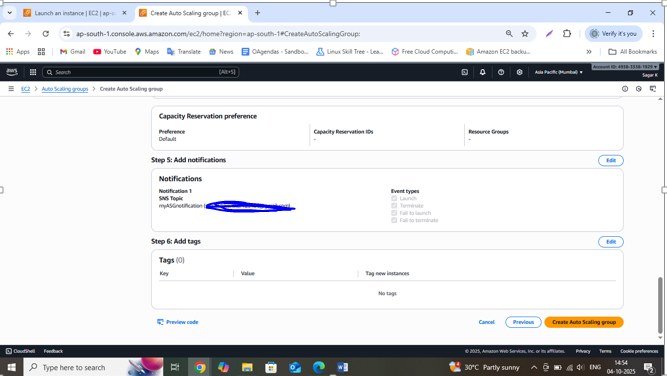 Launch an instance | EC2 | ap-s
Create Auto Scaling group | EC
ap-south-1.console.aws.amazon.com/ec2/home?region=ap-south-1#CreateAutoScalingGroup:
Verify it's you
Apps
Gmail
YouTube
Maps
Translate
News
OAgendas - Sandbo...
Linux Skill Tree - Lea...
Free Cloud Computi...
Amazon EC2 backu...
All Bookmarks
aws
Search
[Alt+S]
Asia Pacific (Mumbai)
Sagar K
EC2 > Auto Scaling groups > Create Auto Scaling group
Capacity Reservation preference
Preference
Default
Capacity Reservation IDs
-
Resource Groups
-
Step 5: Add notifications
Edit
Notifications
Notification 1
SNS Topic
myASGnotification
Event types
Launch
Terminate
Fail to launch
Fail to terminate
Step 6: Add tags
Edit
Tags (0)
Key
Value
Tag new instances
No tags
Preview code
Cancel
Previous
Create Auto Scaling group
CloudShell
Feedback
© 2025, Amazon Web Services, Inc. or its affiliates.
Privacy
Terms
Cookie preferences
Type here to search
30°C Partly sunny
ENG
14:54
04-10-2025